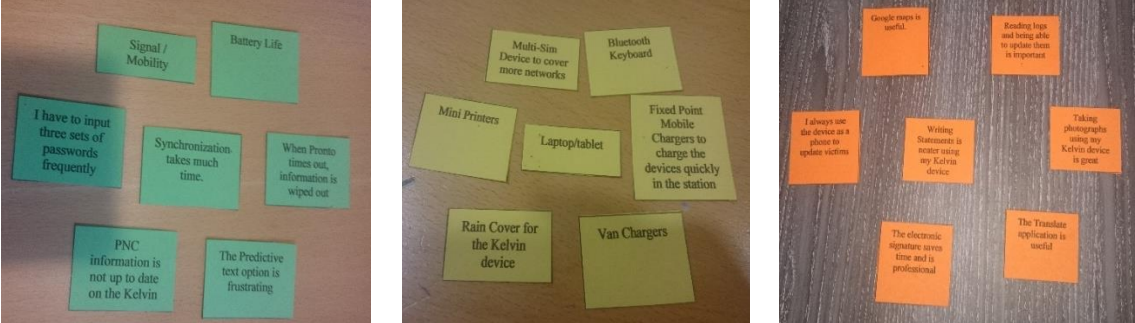 Signal /
Mobility
Battery Life
I have to input
three sets of
passwords
frequently
Synchronization
takes much
time.
When Pronto
times out,
information is
wiped out
PNC
information is
not up to date
on the Kelvin
The Predictive
text option is
frustrating
Multi-Sim
Device to cover
more networks
Bluetooth
Keyboard
Mini Printers
Laptop/tablet
Fixed Point
Mobile
Chargers to
charge the
devices quickly
in the station
Rain Cover for
the Kelvin
device
Van Chargers
Google maps is
useful.
Reading logs
and being able
to update them
is important
I always use
the device as a
phone to
update victims
Writing
Statements is
neater using
my Kelvin
device
Taking
photographs
using my
Kelvin device
is great
The electronic
signature saves
time and is
professional
The Translate
application is
useful